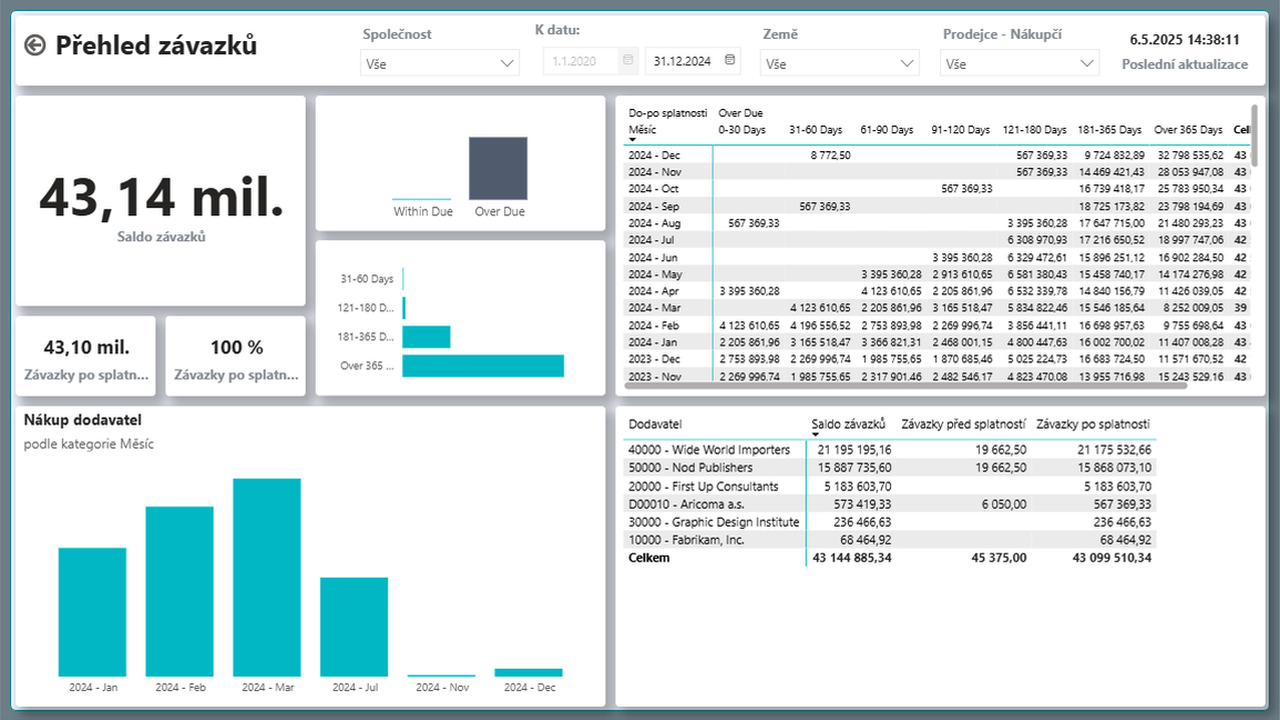 Přehled závazků
Společnost
Vše
K datu:
1.1.2020
31.12.2024
Země
Vše
Prodejce - Nákupčí
Vše
6.5.2025 14:38:11
Poslední aktualizace
43,14 mil.
Saldo závazků
43,10 mil.
Závazky po splatn...
100 %
Závazky po splatn...
Within Due
Over Due
31-60 Days
121-180 D...
181-365 D...
Over 365 ...
Do-po splatnosti Over Due
Měsíc 0-30 Days 31-60 Days 61-90 Days 91-120 Days 121-180 Days 181-365 Days Over 365 Days Cel
2024 - Dec 8 772,50 567 369,33 9 724 832,89 32 798 535,62 43
2024 - Nov 567 369,33 14 469 421,43 28 053 947,08 43
2024 - Oct 567 369,33 16 739 418,17 25 783 950,34 43
2024 - Sep 567 369,33 18 725 173,82 23 798 194,69 43
2024 - Aug 567 369,33 3 395 360,28 17 647 715,00 21 480 293,23 43
2024 - Jul 6 308 970,93 17 216 650,52 18 997 747,06 42
2024 - Jun 3 395 360,28 6 329 472,61 15 896 251,12 16 902 284,50 42
2024 - May 3 395 360,28 2 913 610,65 6 581 380,43 15 458 740,17 14 174 276,98 42
2024 - Apr 3 395 360,28 4 123 610,65 2 205 861,96 6 532 339,78 14 840 156,79 11 426 039,05 42
2024 - Mar 4 123 610,65 2 205 861,96 3 165 518,47 5 834 822,46 15 546 185,64 8 252 009,05 39
2024 - Feb 4 123 610,65 4 196 556,52 2 753 893,98 2 269 996,74 3 856 441,11 16 698 957,63 9 755 698,64 43
2024 - Jan 2 205 861,96 3 165 518,47 3 366 821,31 2 468 001,15 4 800 447,63 16 002 700,02 11 407 008,28 43
2023 - Dec 2 753 893,98 2 269 996,74 1 985 755,65 1 870 685,46 5 025 224,73 16 683 724,50 11 571 670,52 42
2023 - Nov 2 269 996,74 1 985 755,65 2 317 901,46 2 482 546,17 4 823 470,08 13 955 716,98 15 243 529,16 43
Nákup dodavatel
podle kategorie Měsíc
2024 - Jan
2024 - Feb
2024 - Mar
2024 - Jul
2024 - Nov
2024 - Dec
Dodavatel Saldo závazků Závazky před splatností Závazky po splatnosti
40000 - Wide World Importers 21 195 195,16 19 662,50 21 175 532,66
50000 - Nod Publishers 15 887 735,60 19 662,50 15 868 073,10
20000 - First Up Consultants 5 183 603,70 5 183 603,70
D00010 - Aricoma a.s. 573 419,33 6 050,00 567 369,33
30000 - Graphic Design Institute 236 466,63 236 466,63
10000 - Fabrikam, Inc. 68 464,92 68 464,92
Celkem 43 144 885,34 45 375,00 43 099 510,34